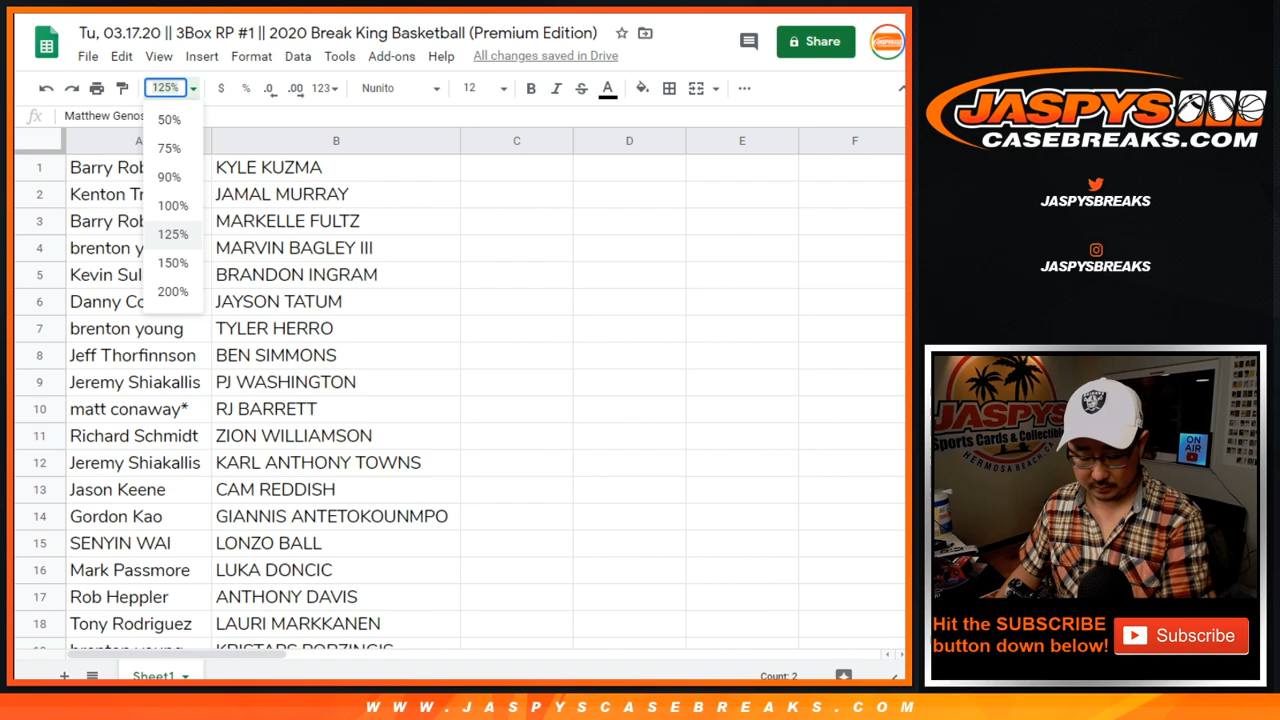 Tu, 03.17.20 || 3Box RP #1 || 2020 Break King Basketball (Premium Edition)
File Edit View Insert Format Data Tools Add-ons Help All changes saved in Drive
Share
125% $ % .0 .00 123 Nunito 12 B I S A
fx Matthew Genos
50%
75%
90%
100%
125%
150%
200%
A B C D E F
1 Barry Rob KYLE KUZMA
2 Kenton Tr JAMAL MURRAY
3 Barry Rob MARKELLE FULTZ
4 brenton y MARVIN BAGLEY III
5 Kevin Sul BRANDON INGRAM
6 Danny Co JAYSON TATUM
7 brenton young TYLER HERRO
8 Jeff Thorfinnson BEN SIMMONS
9 Jeremy Shiakallis PJ WASHINGTON
10 matt conaway* RJ BARRETT
11 Richard Schmidt ZION WILLIAMSON
12 Jeremy Shiakallis KARL ANTHONY TOWNS
13 Jason Keene CAM REDDISH
14 Gordon Kao GIANNIS ANTETOKOUNMPO
15 SENYIN WAI LONZO BALL
16 Mark Passmore LUKA DONCIC
17 Rob Heppler ANTHONY DAVIS
18 Tony Rodriguez LAURI MARKKANEN
brenton young KRISTAPS PORZINGIS
Sheet1
Count: 2
JASPYS
CASEBREAKS.COM
JASPYSBREAKS
JASPYSBREAKS
JASPYS
Sports Cards & Collectibles
HERMOSA BEACH
ON AIR
Hit the SUBSCRIBE
button down below!
Subscribe
WWW.JASPYSCASEBREAKS.COM